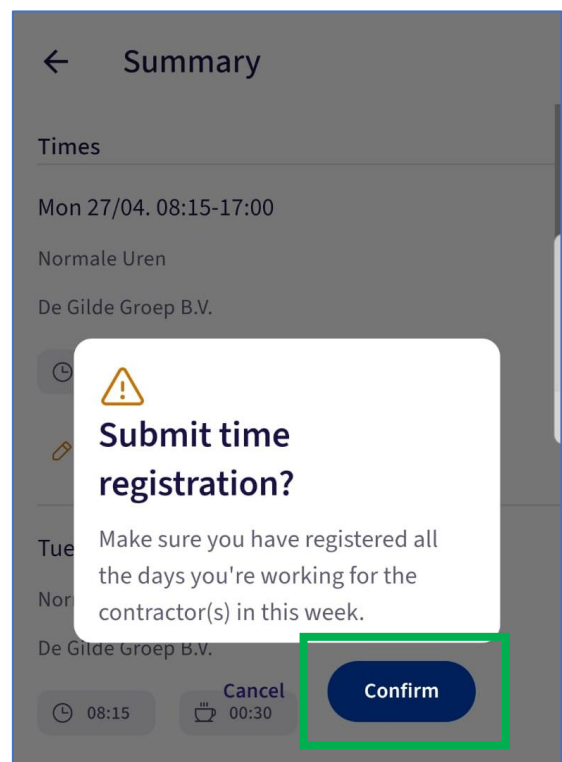 Summary
Times
Mon 27/04. 08:15-17:00
Normale Uren
De Gilde Groep B.V.
Submit time
registration?
Tue
Make sure you have registered all
the days you're working for the
Nor
contractor(s) in this week.
De Gilde Groep B.V.
Cancel
Confirm
08:15
00:30